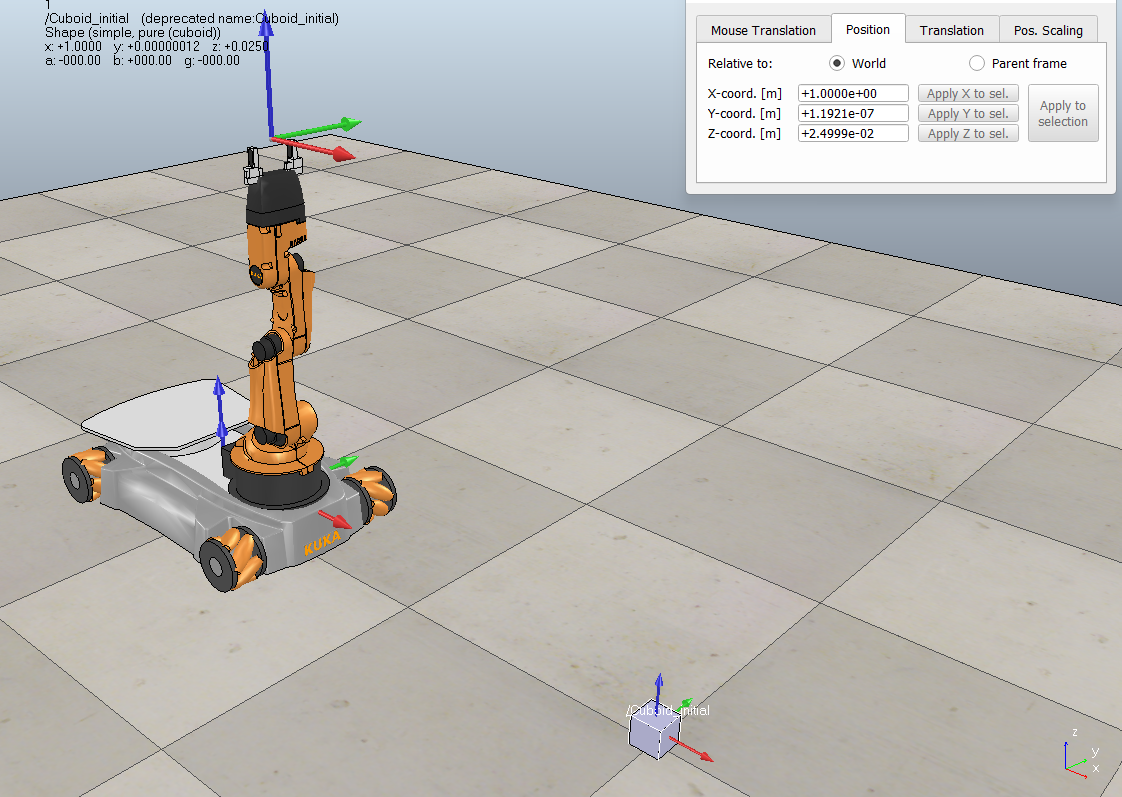 1
/Cuboid_initial (deprecated name:Cuboid_initial)
Shape (simple, pure (cuboid))
x: +1.0000 y: +0.00000012 z: +0.0250
a: -000.00 b: +000.00 g: -000.00
Mouse Translation Position Translation Pos. Scaling
Relative to: World Parent frame
X-coord. [m] +1.0000e+00 Apply X to sel.
Y-coord. [m] +1.1921e-07 Apply Y to sel.
Z-coord. [m] +2.4999e-02 Apply Z to sel.
Apply to
selection
KUKA
/Cuboid_initial
z
y
x